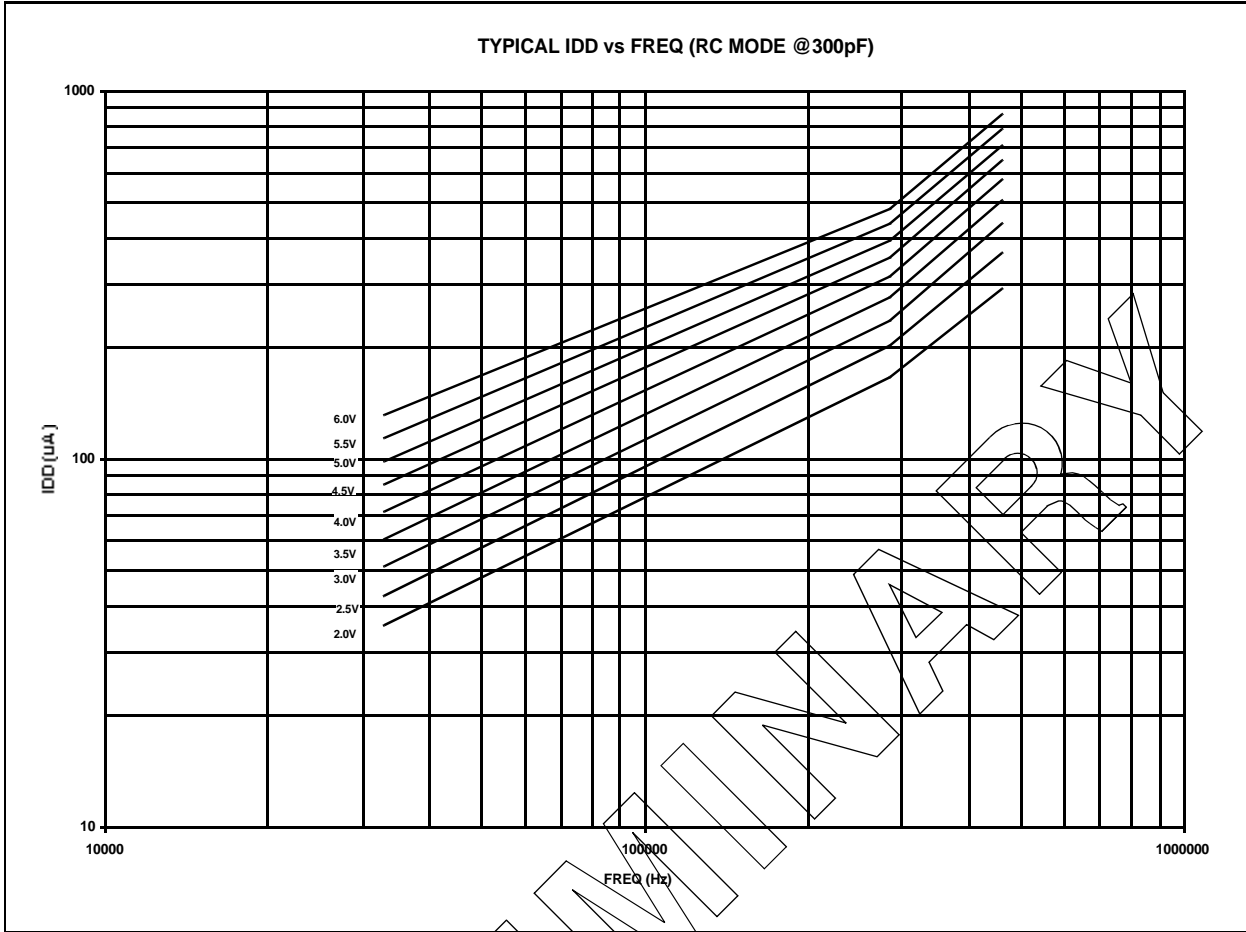 TYPICAL IDD vs FREQ (RC MODE @300pF)
1000
6.0V
5.5V
5.0V
4.5V
4.0V
3.5V
3.0V
2.5V
2.0V
IDD(uA)
100
10
10000
100000
1000000
FREQ (Hz)
MINARY